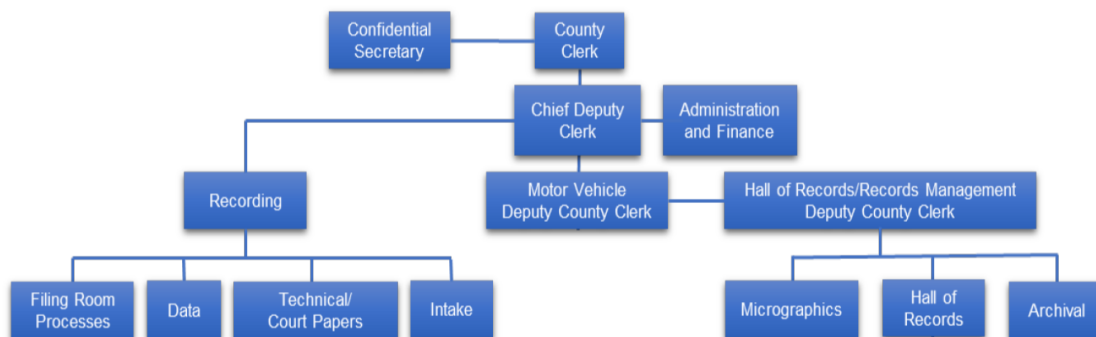 Confidential
Secretary
County
Clerk
Chief Deputy
Clerk
Administration
and Finance
Recording
Motor Vehicle
Deputy County Clerk
Hall of Records/Records Management
Deputy County Clerk
Filing Room
Processes
Data
Technical/
Court Papers
Intake
Micrographics
Hall of
Records
Archival